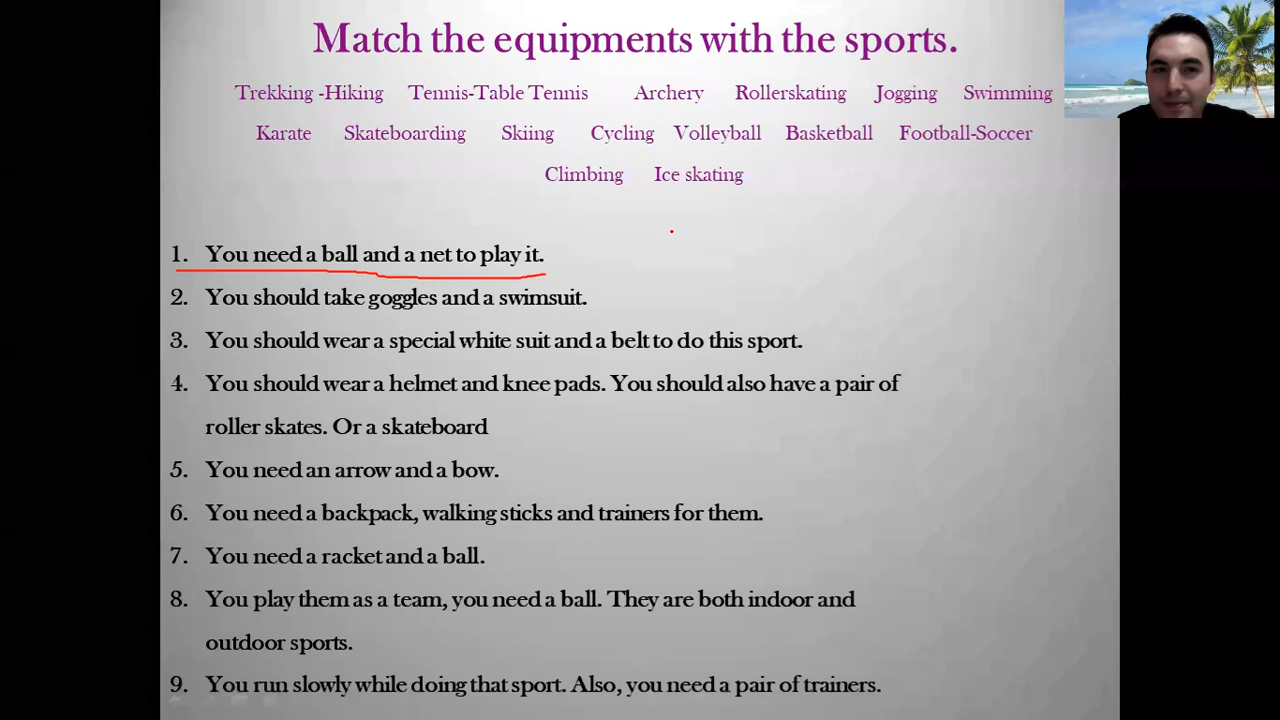 Match the equipments with the sports.
Trekking -Hiking Tennis-Table Tennis Archery Rollerskating Jogging Swimming
Karate Skateboarding Skiing Cycling Volleyball Basketball Football-Soccer
Climbing Ice skating
1. You need a ball and a net to play it.
2. You should take goggles and a swimsuit.
3. You should wear a special white suit and a belt to do this sport.
4. You should wear a helmet and knee pads. You should also have a pair of
roller skates. Or a skateboard
5. You need an arrow and a bow.
6. You need a backpack, walking sticks and trainers for them.
7. You need a racket and a ball.
8. You play them as a team, you need a ball. They are both indoor and
outdoor sports.
9. You run slowly while doing that sport. Also, you need a pair of trainers.